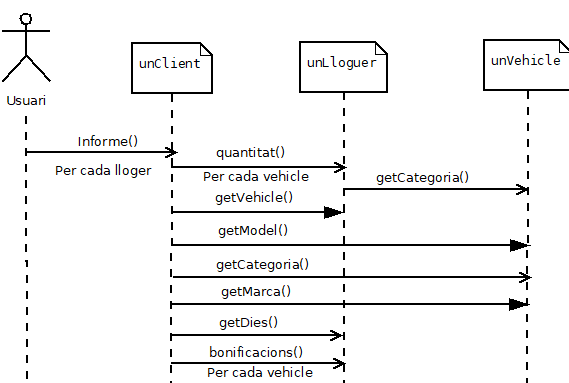 unClient
unLloguer
unVehicle
Usuari
Informe()
quantitat()
Per cada lloger
Per cada vehicle
getCategoria()
getVehicle()
getModel()
getCategoria()
getMarca()
getDies()
bonificacions()
Per cada vehicle